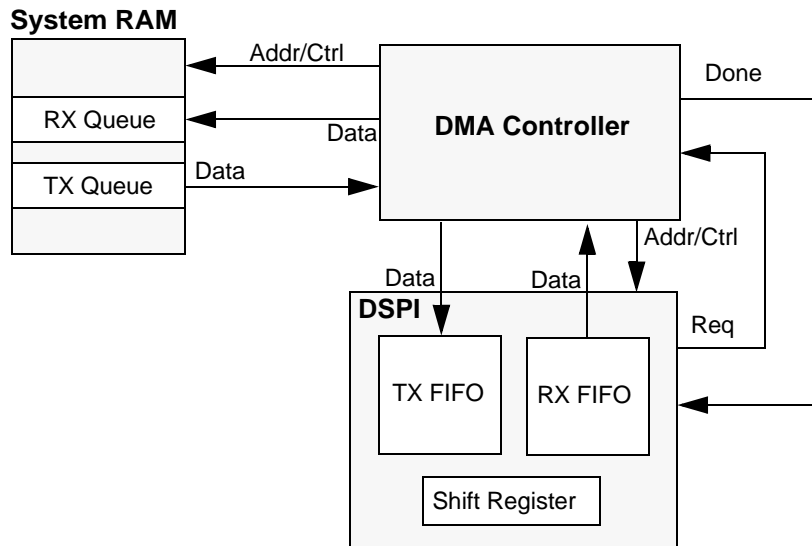 System RAM
Addr/Ctrl
Done
RX Queue
Data
DMA Controller
TX Queue
Data
Addr/Ctrl
Data
Data
DSPI
Req
TX FIFO
RX FIFO
Shift Register